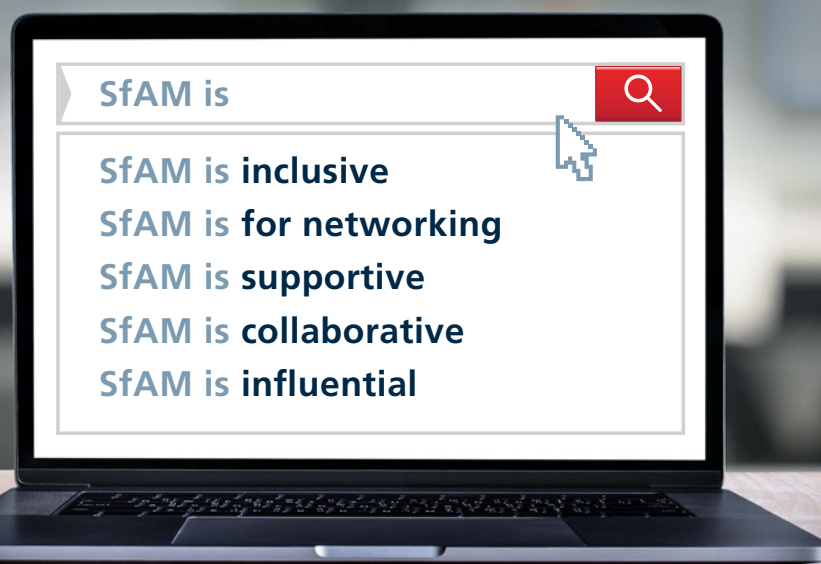 SfAM is
SfAM is inclusive
SfAM is for networking
SfAM is supportive
SfAM is collaborative
SfAM is influential